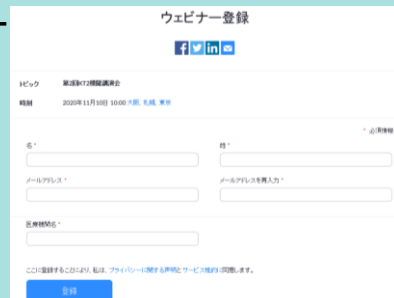 ウェビナー登録
トピック
時刻 2020年11月10日 10:00 大阪、札幌、東京
* 必須情報
名 * 姓 *
メールアドレス * メールアドレスを再入力 *
医療機関名 *
ここに登録することにより、私は、プライバシーに関する声明とサービス規約に同意します。
登録